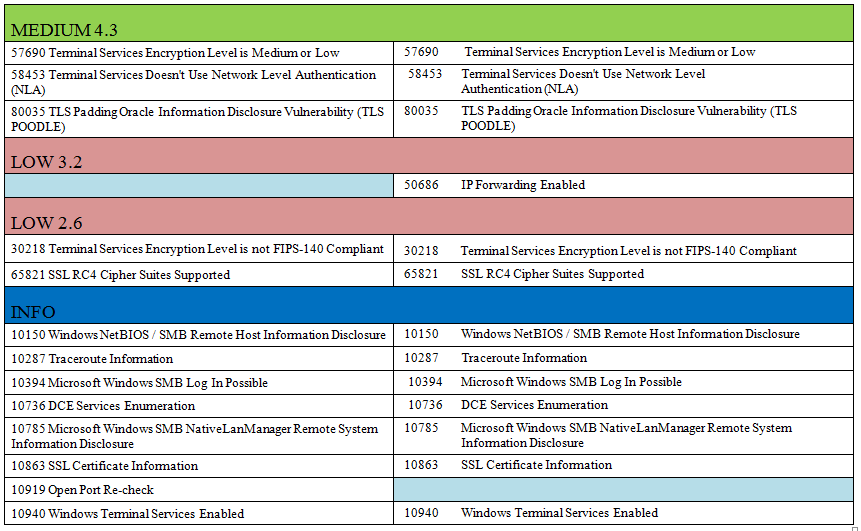 MEDIUM 4.3
57690 Terminal Services Encryption Level is Medium or Low
57690 Terminal Services Encryption Level is Medium or Low
58453 Terminal Services Doesn't Use Network Level Authentication
(NLA)
58453 Terminal Services Doesn't Use Network Level
Authentication (NLA)
80035 TLS Padding Oracle Information Disclosure Vulnerability (TLS
POODLE)
80035 TLS Padding Oracle Information Disclosure Vulnerability (TLS
POODLE)
LOW 3.2
50686 IP Forwarding Enabled
LOW 2.6
30218 Terminal Services Encryption Level is not FIPS-140 Compliant
30218 Terminal Services Encryption Level is not FIPS-140 Compliant
65821 SSL RC4 Cipher Suites Supported
65821 SSL RC4 Cipher Suites Supported
INFO
10150 Windows NetBIOS / SMB Remote Host Information Disclosure
10150 Windows NetBIOS / SMB Remote Host Information Disclosure
10287 Traceroute Information
10287 Traceroute Information
10394 Microsoft Windows SMB Log In Possible
10394 Microsoft Windows SMB Log In Possible
10736 DCE Services Enumeration
10736 DCE Services Enumeration
10785 Microsoft Windows SMB NativeLanManager Remote System
Information Disclosure
10785 Microsoft Windows SMB NativeLanManager Remote System
Information Disclosure
10863 SSL Certificate Information
10863 SSL Certificate Information
10919 Open Port Re-check
10940 Windows Terminal Services Enabled
10940 Windows Terminal Services Enabled